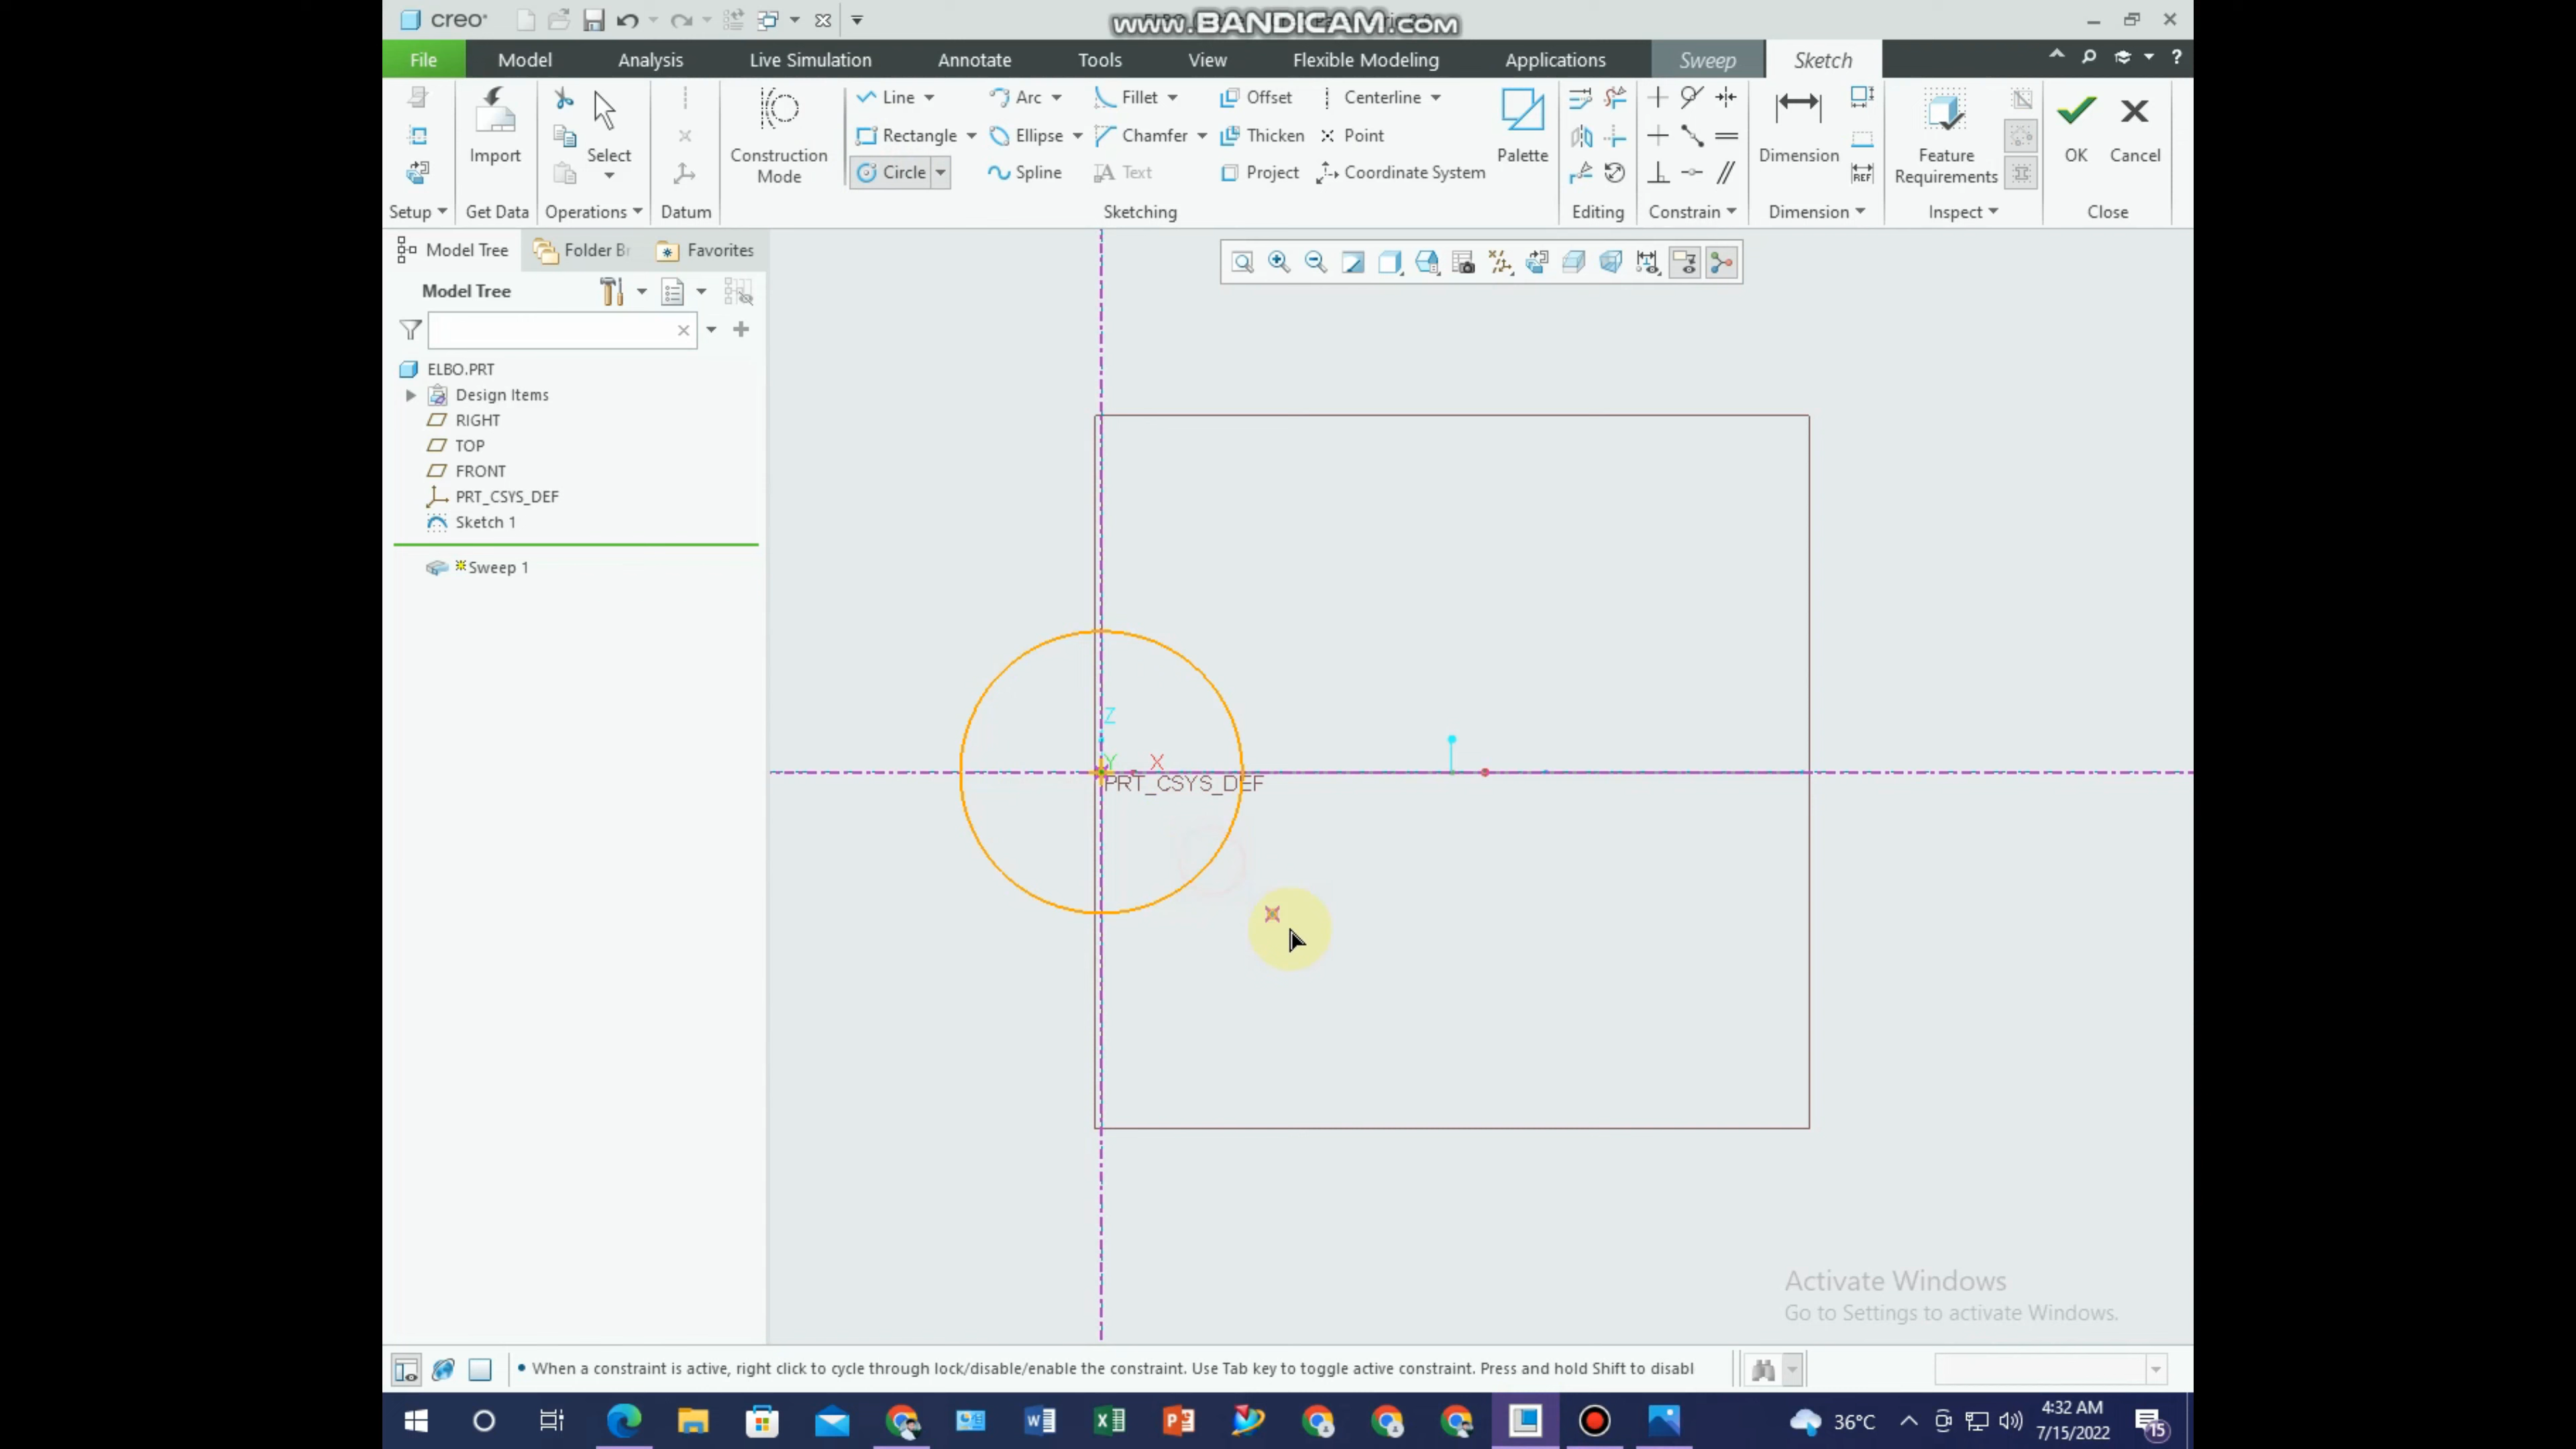 creo
www.BANDICAM.com
File Model Analysis Live Simulation Annotate Tools View Flexible Modeling Applications Sweep Sketch
Line Arc Fillet Offset Centerline
Rectangle Ellipse Chamfer Thicken Point
Circle Spline Text Project Coordinate System
Import Select Construction Mode Palette Dimension Feature Requirements OK Cancel
REF
Setup Get Data Operations Datum Sketching Editing Constrain Dimension Inspect Close
Model Tree Folder Br Favorites
Model Tree
ELBO.PRT
Design Items
RIGHT
TOP
FRONT
PRT_CSYS_DEF
Sketch 1
Sweep 1
Z
Y X
PRT_CSYS_DEF
Activate Windows
Go to Settings to activate Windows.
When a constraint is active, right click to cycle through lock/disable/enable the constraint. Use Tab key to toggle active constraint. Press and hold Shift to disabl
36°C
4:32 AM
7/15/2022
15